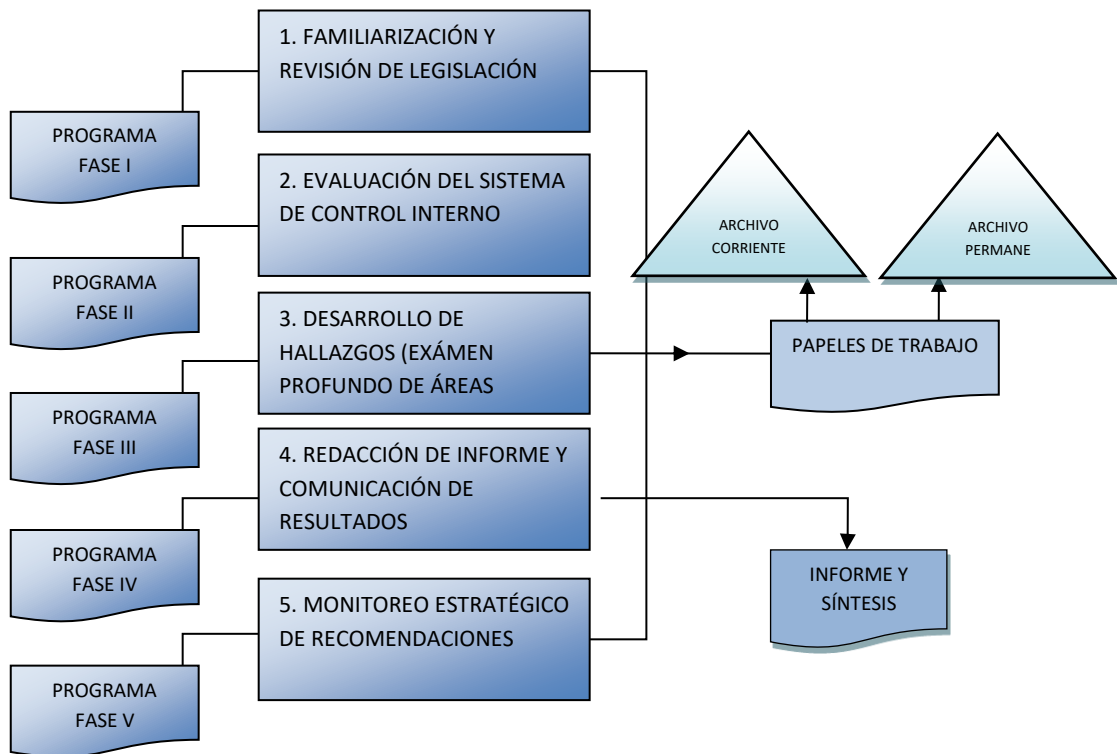 1. FAMILIARIZACIÓN Y
REVISIÓN DE LEGISLACIÓN
PROGRAMA
FASE I
2. EVALUACIÓN DEL SISTEMA
DE CONTROL INTERNO
PROGRAMA
FASE II
3. DESARROLLO DE
HALLAZGOS (EXÁMEN
PROFUNDO DE ÁREAS
PROGRAMA
FASE III
4. REDACCIÓN DE INFORME Y
COMUNICACIÓN DE
RESULTADOS
PROGRAMA
FASE IV
5. MONITOREO ESTRATÉGICO
DE RECOMENDACIONES
PROGRAMA
FASE V
ARCHIVO
CORRIENTE
ARCHIVO
PERMANE
PAPELES DE TRABAJO
INFORME Y
SÍNTESIS